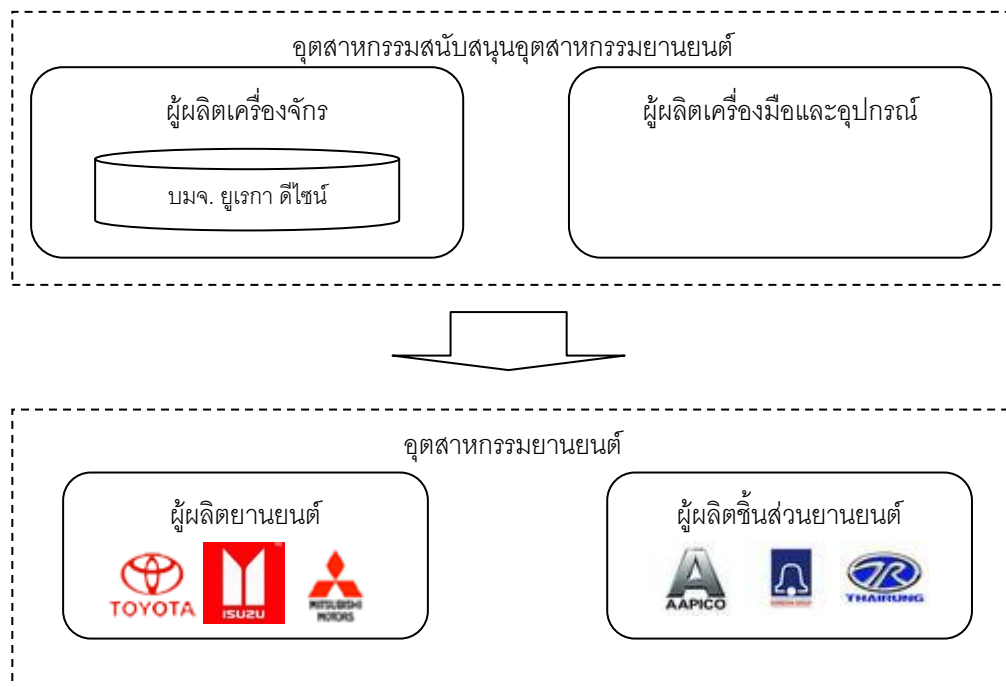 อุตสาหกรรมสนับสนุนอุตสาหกรรมยานยนต์
ผู้ผลิตเครื่องจักร
บมจ. ยูเรกา ดีไซน์
ผู้ผลิตเครื่องมือและอุปกรณ์
อุตสาหกรรมยานยนต์
ผู้ผลิตยานยนต์
TOYOTA
ISUZU
MITSUBISHI
MOTORS
ผู้ผลิตชิ้นส่วนยานยนต์
AAPICO
THAIRUNG